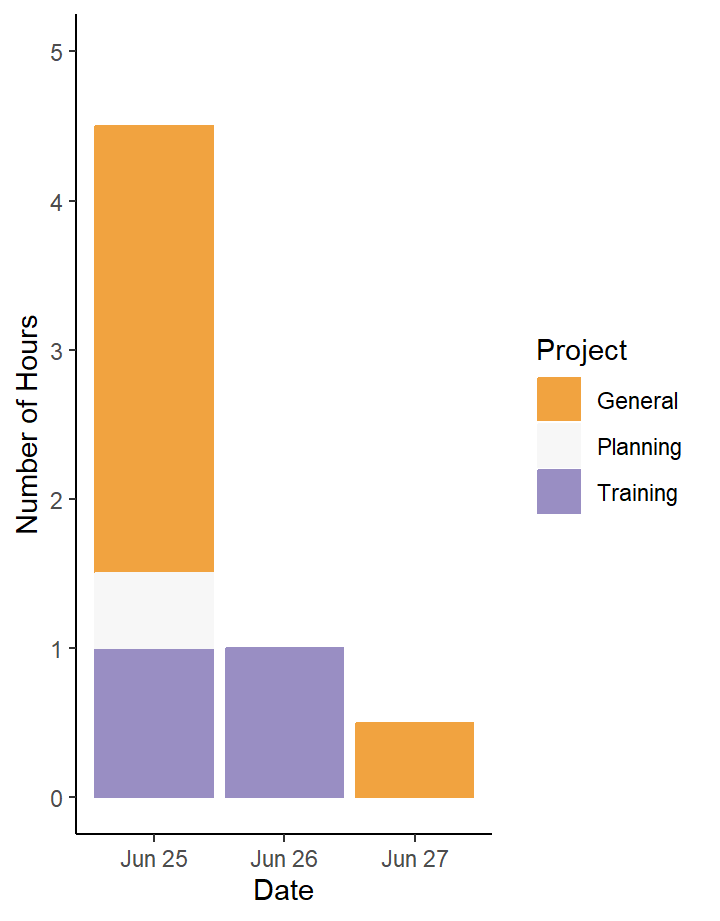 5
4
3
2
1
0
Number of Hours
Jun 25 Jun 26 Jun 27
Date
Project
General
Planning
Training